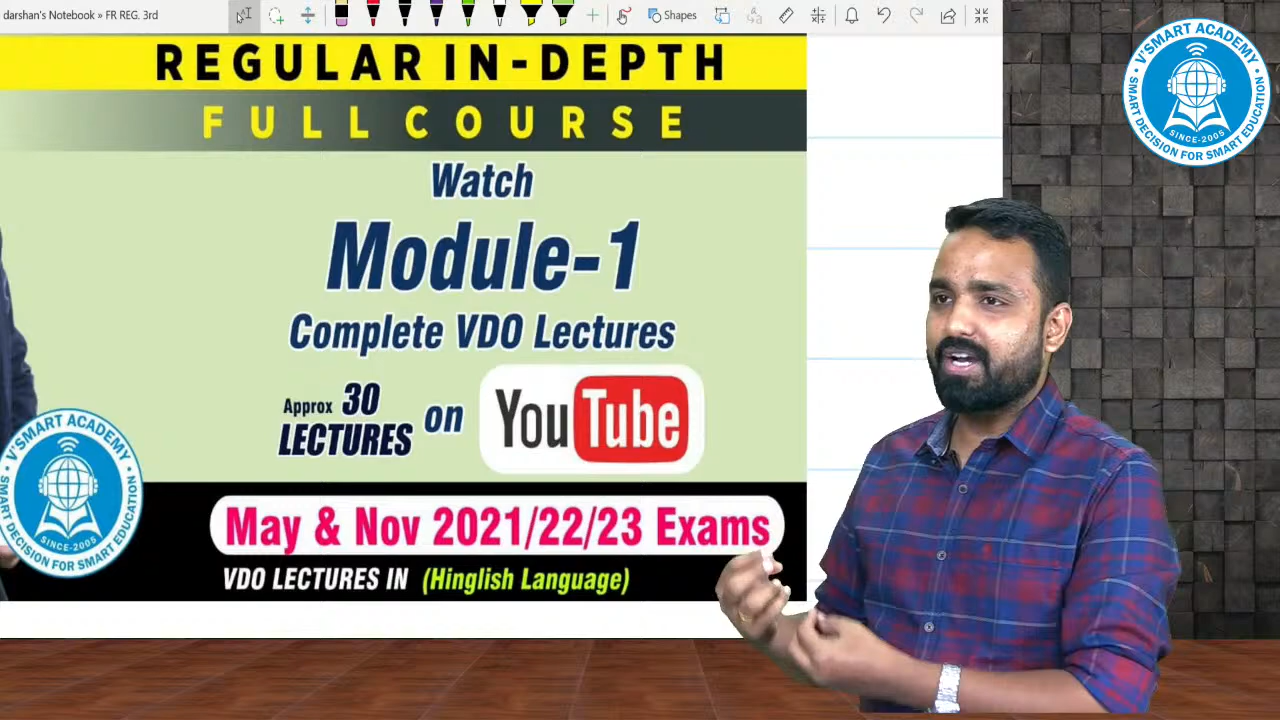 darshan's Notebook » FR REG. 3rd
Shapes
REGULAR IN-DEPTH
FULL COURSE
Watch
Module-1
Complete VDO Lectures
Approx 30
LECTURES on YouTube
May & Nov 2021/22/23 Exams
VDO LECTURES IN (Hinglish Language)
V'SMART ACADEMY
SINCE-2005
SMART DECISION FOR SMART EDUCATION
V'SMART ACADEMY
SINCE-2005
SMART DECISION FOR SMART EDUCATION